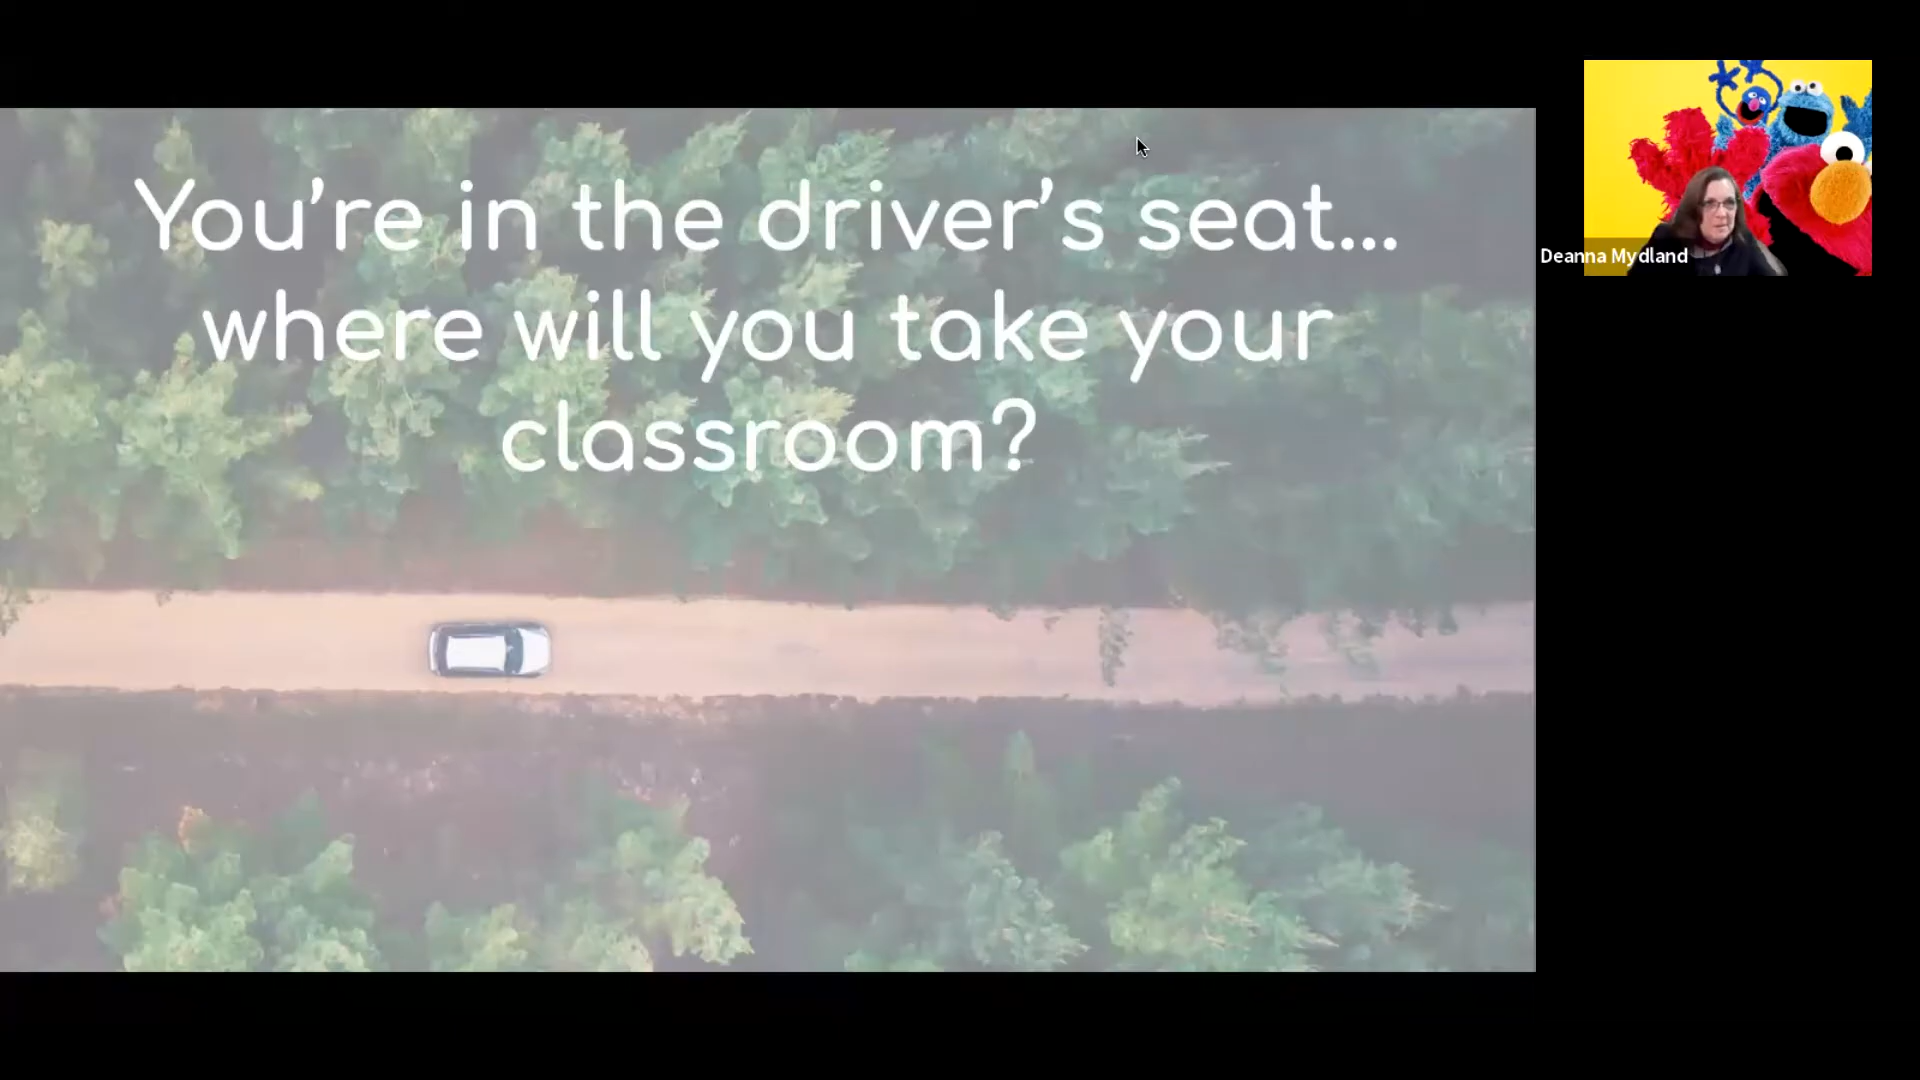 You’re in the driver’s seat...
where will you take your
classroom?
Deanna Mydland